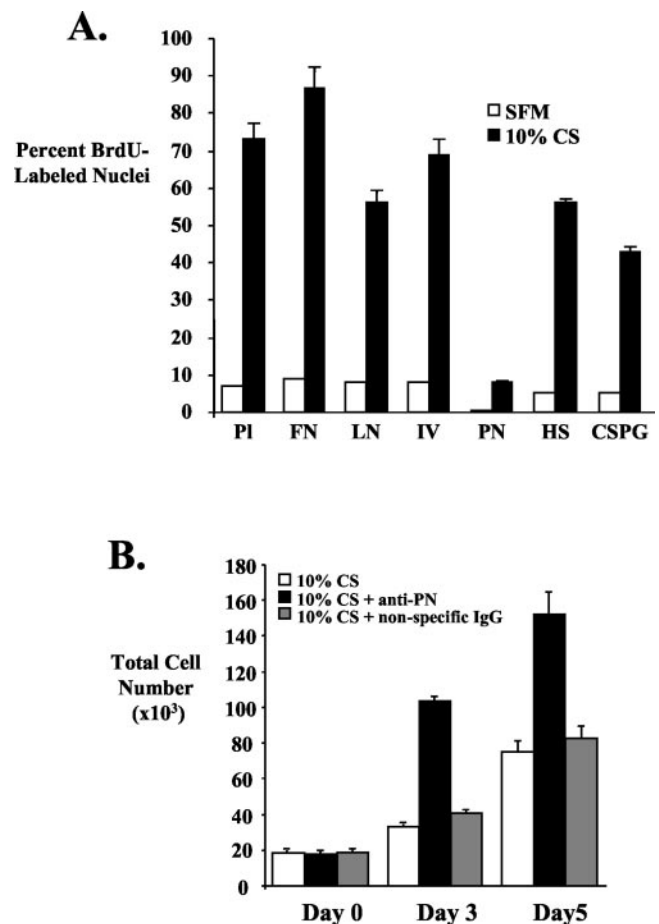 A.
100
90
80
70
60
50
40
30
20
10
0
Percent BrdU-
Labeled Nuclei
SFM
10% CS
Pl FN LN IV PN HS CSPG
B.
180
160
140
120
100
80
60
40
20
0
Total Cell
Number
(x10³)
10% CS
10% CS + anti-PN
10% CS + non-specific IgG
Day 0 Day 3 Day5